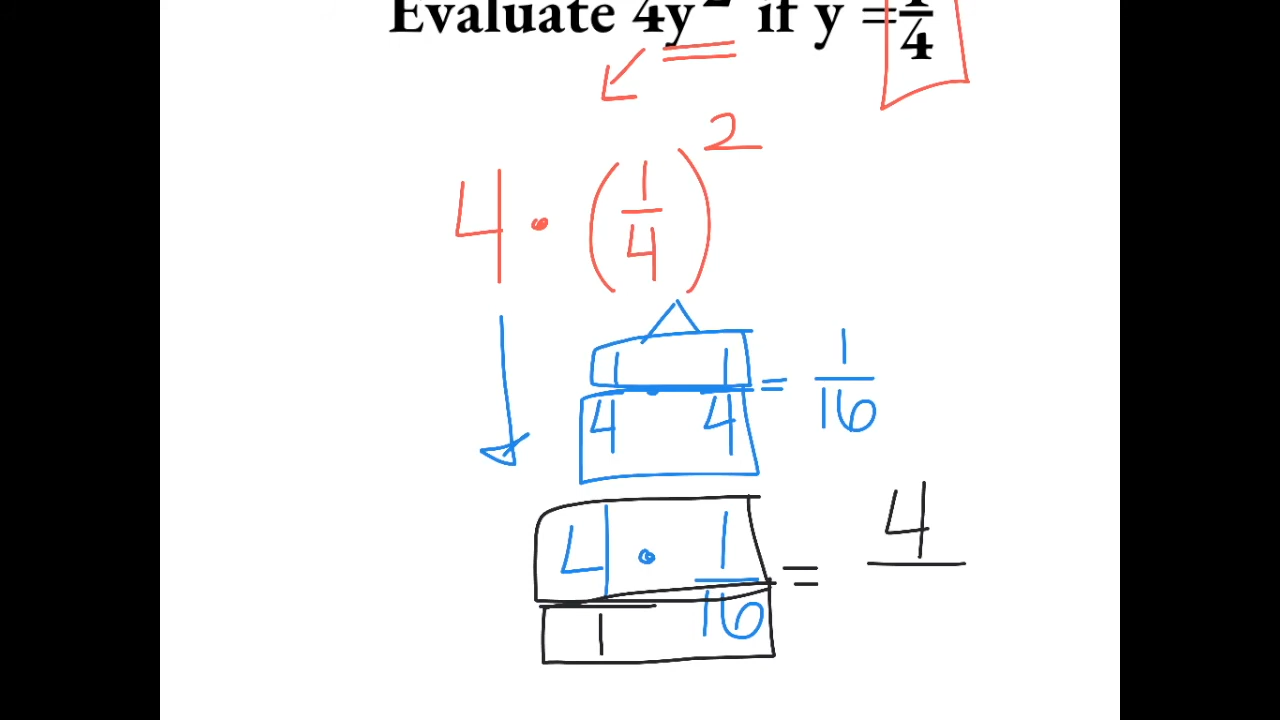 Evaluate 4y² if y = 1/4
4 • (1/4)²
1/4 • 1/4 = 1/16
4/1 • 1/16 = 4/